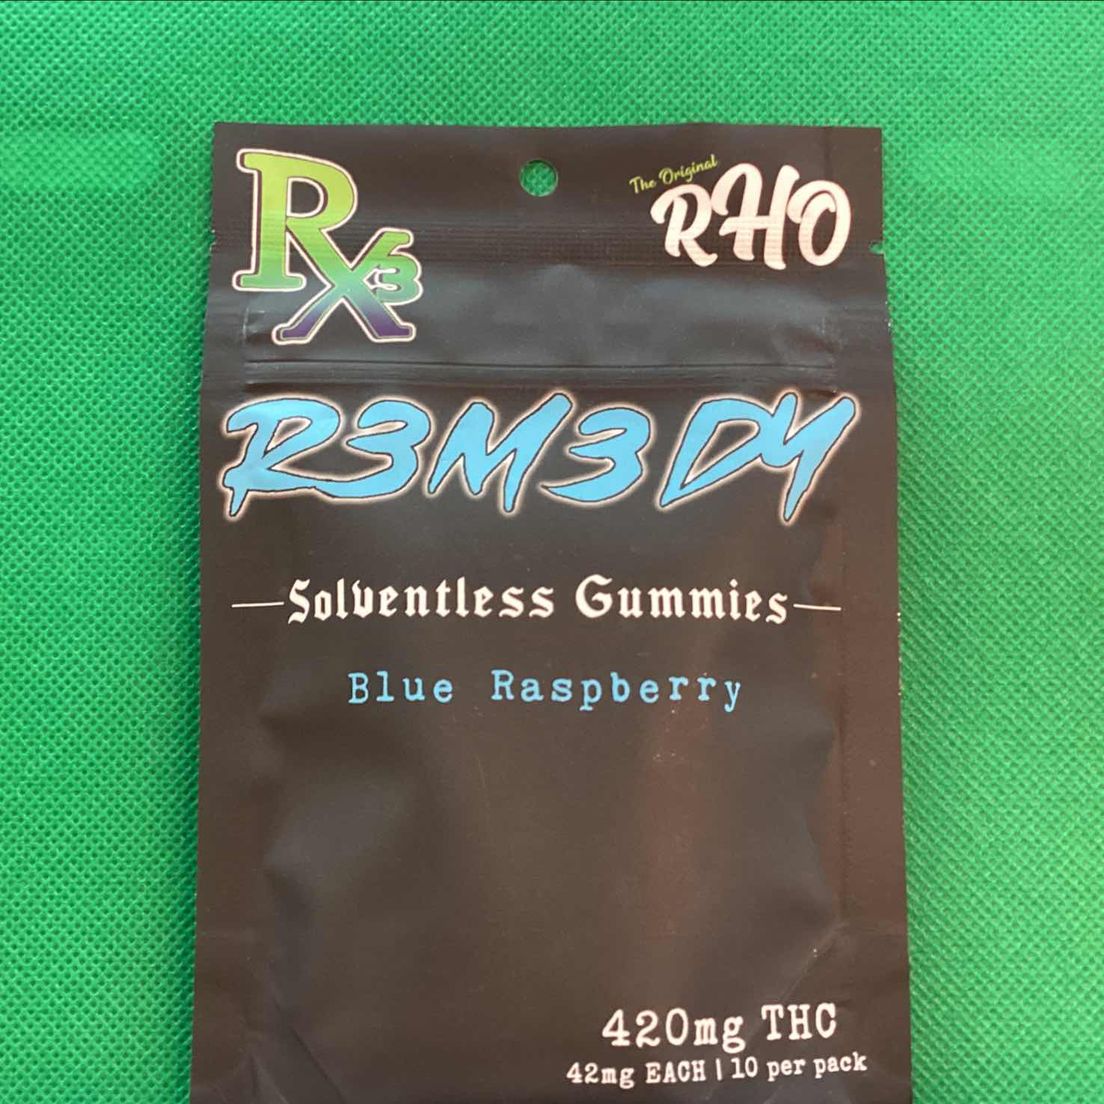 Rx3
The Original
RHO
R3M3DY
Solventless Gummies
Blue Raspberry
420mg THC
42mg EACH | 10 per pack